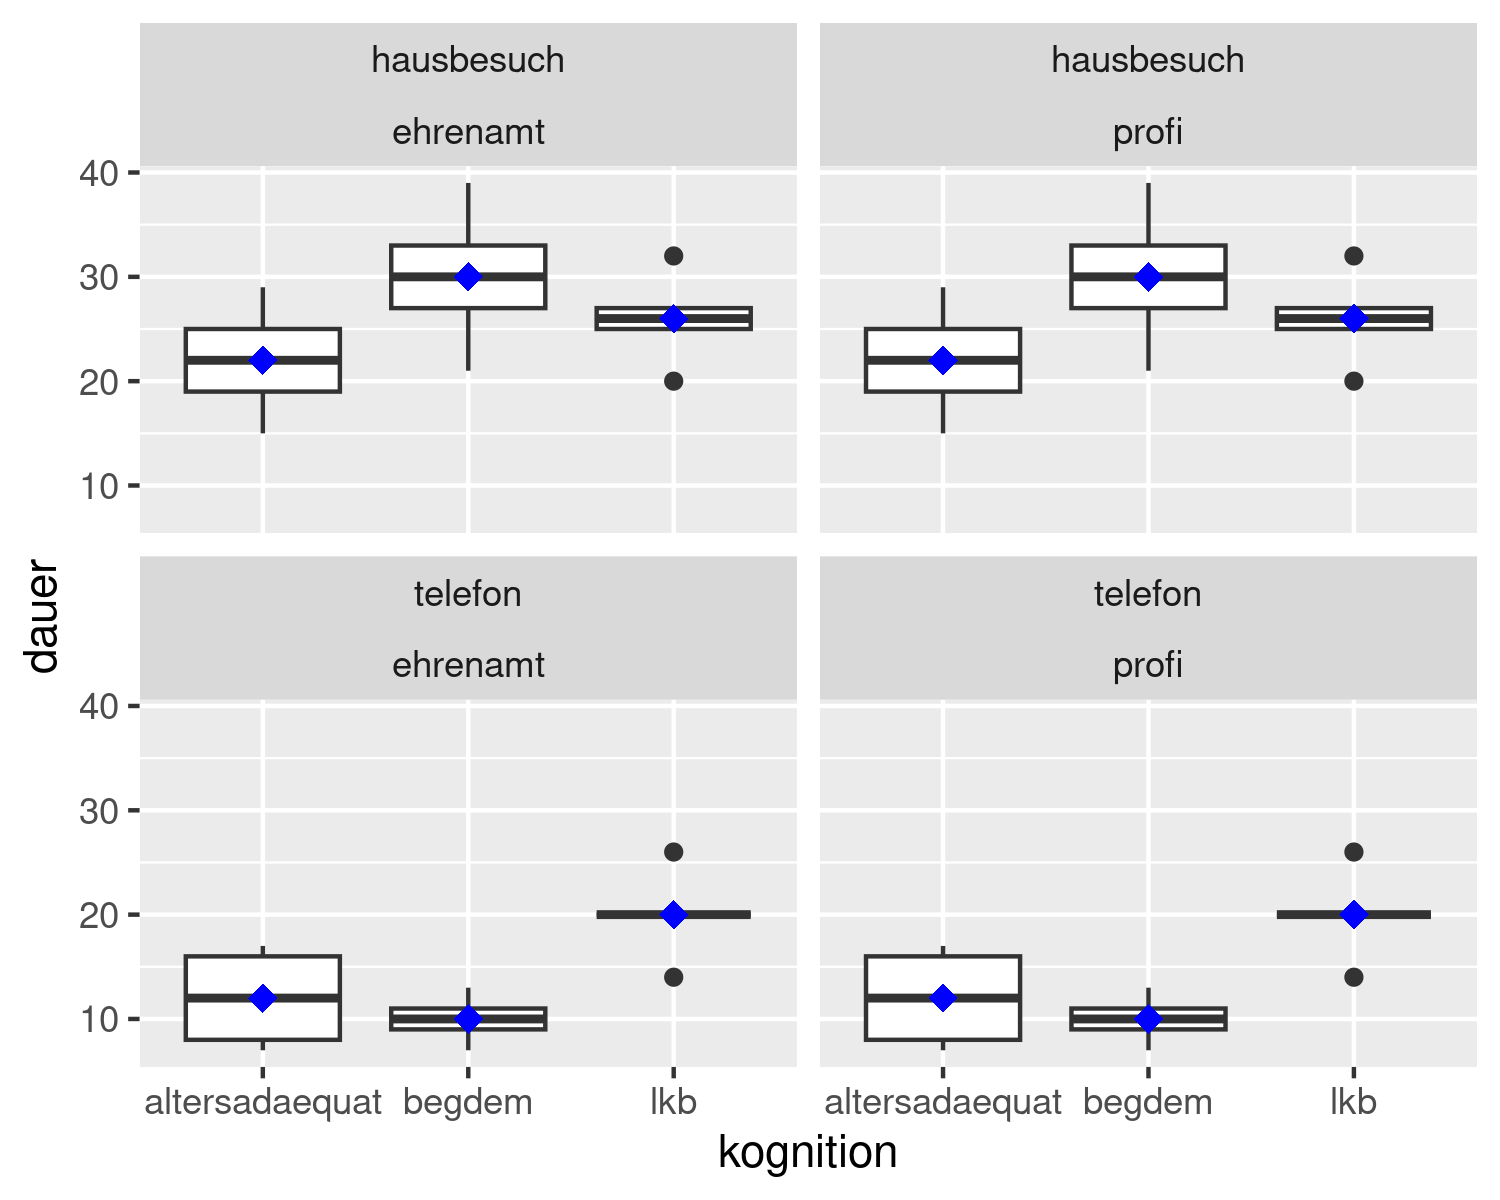 hausbesuch
ehrenamt
hausbesuch
profi
40
30
20
10
telefon
ehrenamt
telefon
profi
40
30
20
10
dauer
altersadaequat begdem lkb
altersadaequat begdem lkb
kognition